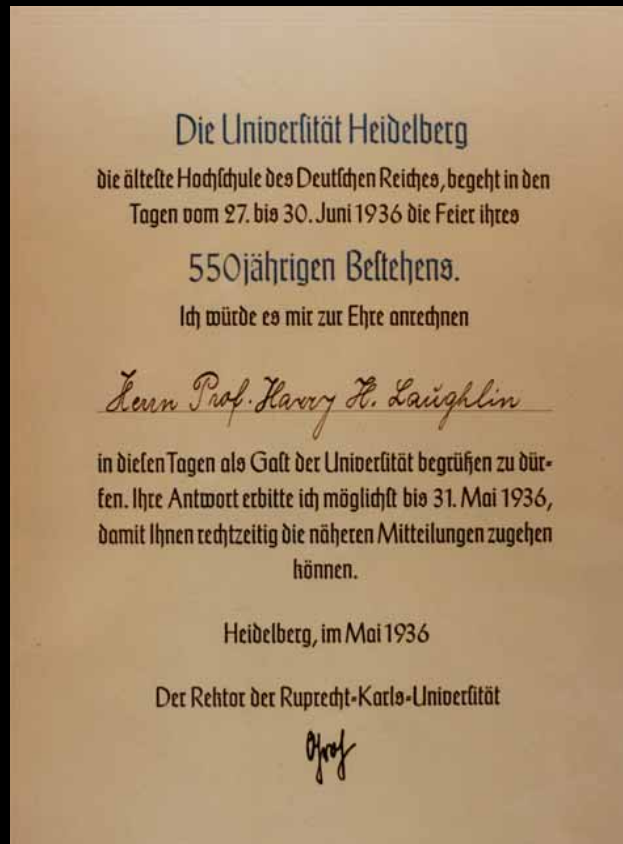 Die Univerſität Heidelberg
die älteſte Hochſchule des Deutſchen Reiches, begeht in den
Tagen vom 27. bis 30. Juni 1936 die Feier ihres
550jährigen Beſtehens.
Ich würde es mir zur Ehre anrechnen
Herrn Prof. Harry H. Laughlin
in dieſen Tagen als Gaſt der Univerſität begrüßen zu dür-
fen. Ihre Antwort erbitte ich möglichſt bis 31. Mai 1936,
damit Ihnen rechtzeitig die näheren Mitteilungen zugehen
können.
Heidelberg, im Mai 1936
Der Rektor der Ruprecht-Karls-Univerſität